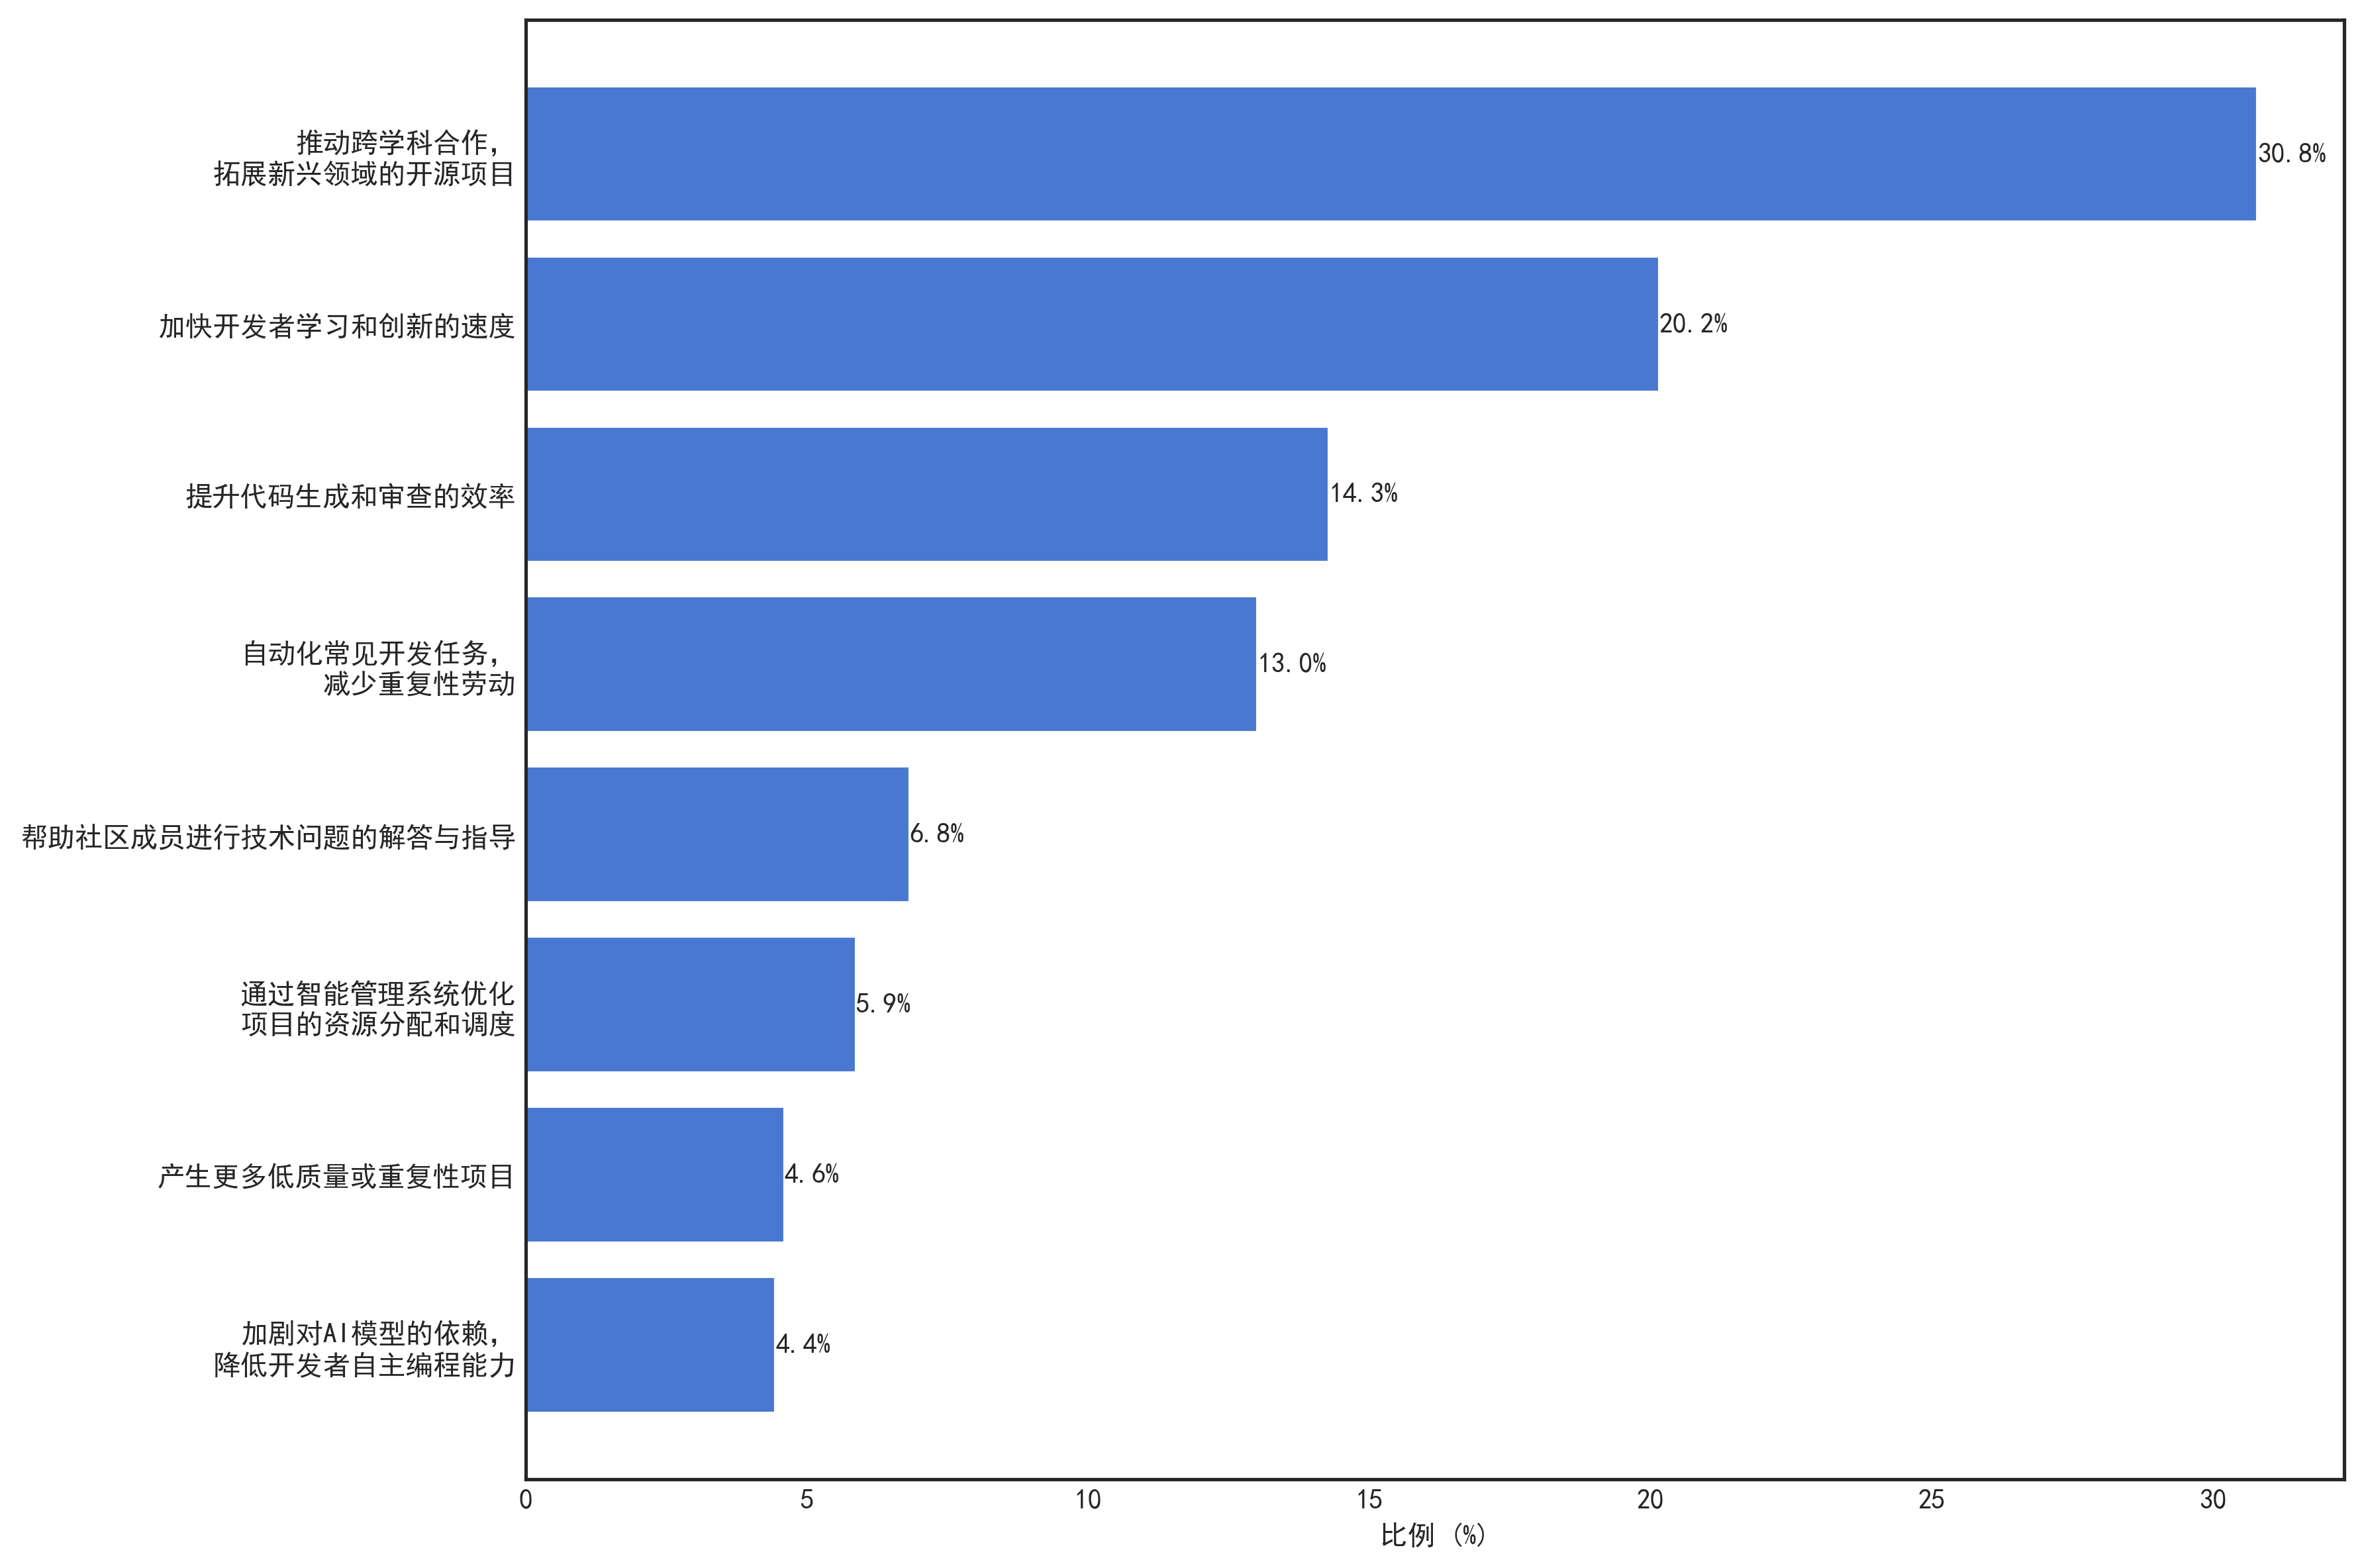 推动跨学科合作，
拓展新兴领域的开源项目
30.8%
加快开发者学习和创新的速度
20.2%
提升代码生成和审查的效率
14.3%
自动化常见开发任务，
减少重复性劳动
13.0%
帮助社区成员进行技术问题的解答与指导
6.8%
通过智能管理系统优化
项目的资源分配和调度
5.9%
产生更多低质量或重复性项目
4.6%
加剧对AI模型的依赖，
降低开发者自主编程能力
4.4%
0 5 10 15 20 25 30
比例 (%)